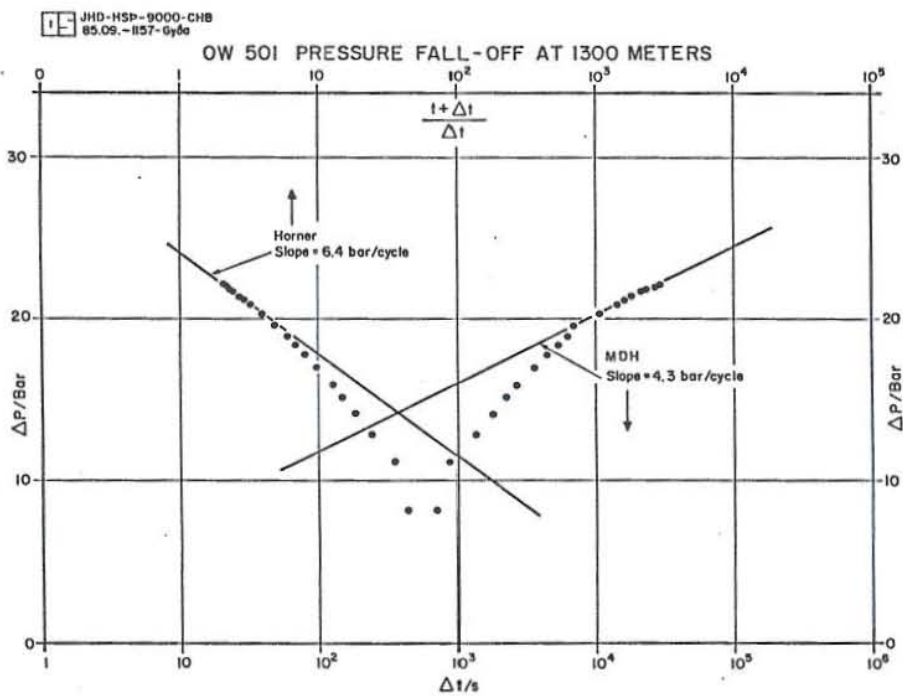 JHD-HSÞ-9000-CHB
85.09.-1157-Gyða
OW 501 PRESSURE FALL-OFF AT 1300 METERS
0 1 10 10² 10³ 10⁴ 10⁵
t+Δt
Δt
30 30
Horner
Slope = 6,4 bar/cycle
20 20
MDH
Slope = 4,3 bar/cycle
ΔP/Bar ΔP/Bar
10 10
0 0
1 10 10² 10³ 10⁴ 10⁵ 10⁶
Δt/s